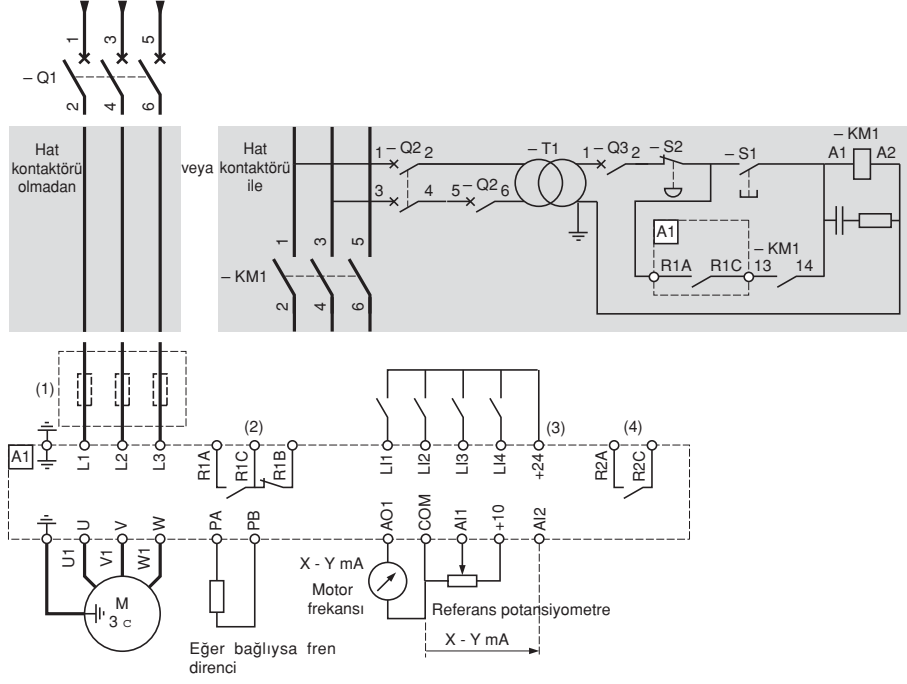 1
3
5
– Q1
2
4
6
Hat
kontaktörü
olmadan
veya
Hat
kontaktörü
ile
1
– Q2
2
– T1
1
– Q3
2
– S2
– S1
– KM1
A1
A2
3
4
5
– Q2
6
A1
R1A
R1C
– KM1
13
14
1
3
5
– KM1
2
4
6
(1)
(2)
(3)
(4)
A1
L1
L2
L3
R1A
R1C
R1B
LI1
LI2
LI3
LI4
+24
R2A
R2C
U
V
W
PA
PB
AO1
COM
AI1
+10
AI2
U1
V1
W1
M
3
X - Y mA
Motor
frekansı
Referans potansiyometre
X - Y mA
Eğer bağlıysa fren
direnci